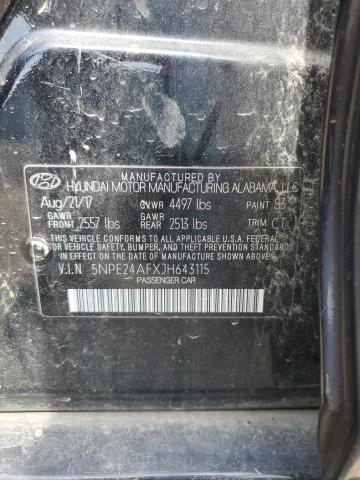 MANUFACTURED BY
HYUNDAI MOTOR MANUFACTURING ALABAMA, LLC
Aug/21/17 GVWR 4497 lbs PAINT S3
GAWR FRONT 2557 lbs GAWR REAR 2513 lbs TRIM CT
THIS VEHICLE CONFORMS TO ALL APPLICABLE FEDERAL MOTOR
VEHICLE SAFETY, BUMPER, AND THEFT PREVENTION STANDARDS
IN EFFECT ON THE DATE OF MANUFACTURE SHOWN ABOVE.
V.I.N 5NPE24AFXJH643115
PASSENGER CAR